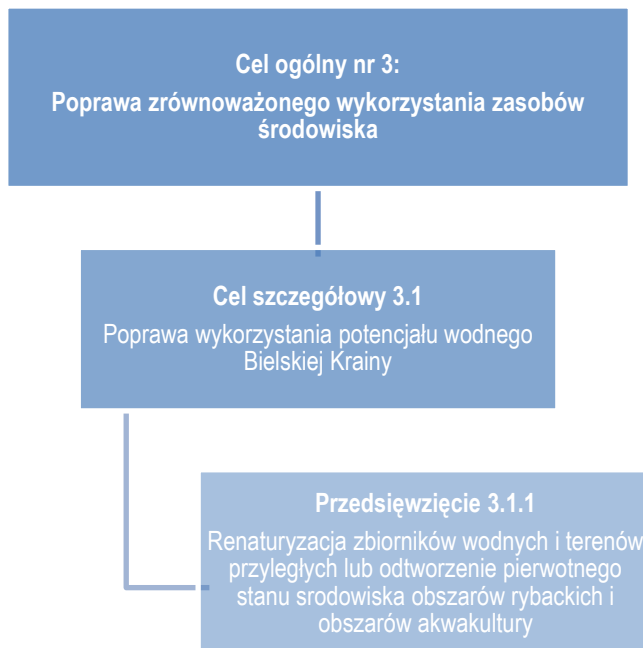 Cel ogólny nr 3:
Poprawa zrównoważonego wykorzystania zasobów
środowiska
Cel szczegółowy 3.1
Poprawa wykorzystania potencjału wodnego
Bielskiej Krainy
Przedsięwzięcie 3.1.1
Renaturyzacja zbiorników wodnych i terenów
przyległych lub odtworzenie pierwotnego
stanu srodowiska obszarów rybackich i
obszarów akwakultury